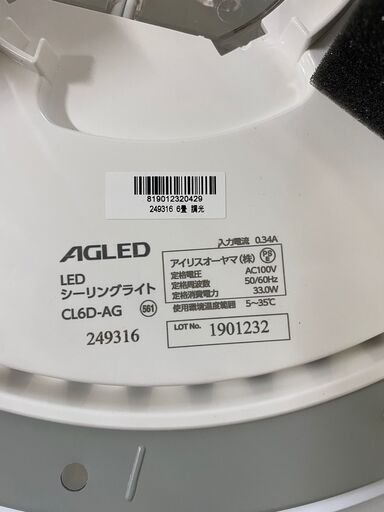 819012320429
249316 6畳 調光
AGLED
LED
シーリングライト
CL6D-AG 561
249316
入力電流 0.34A
アイリスオーヤマ(株) PS E
定格電圧 AC100V
定格周波数 50/60Hz
定格消費電力 33.0W
使用環境温度範囲 5~35℃
LOT No. 1901232